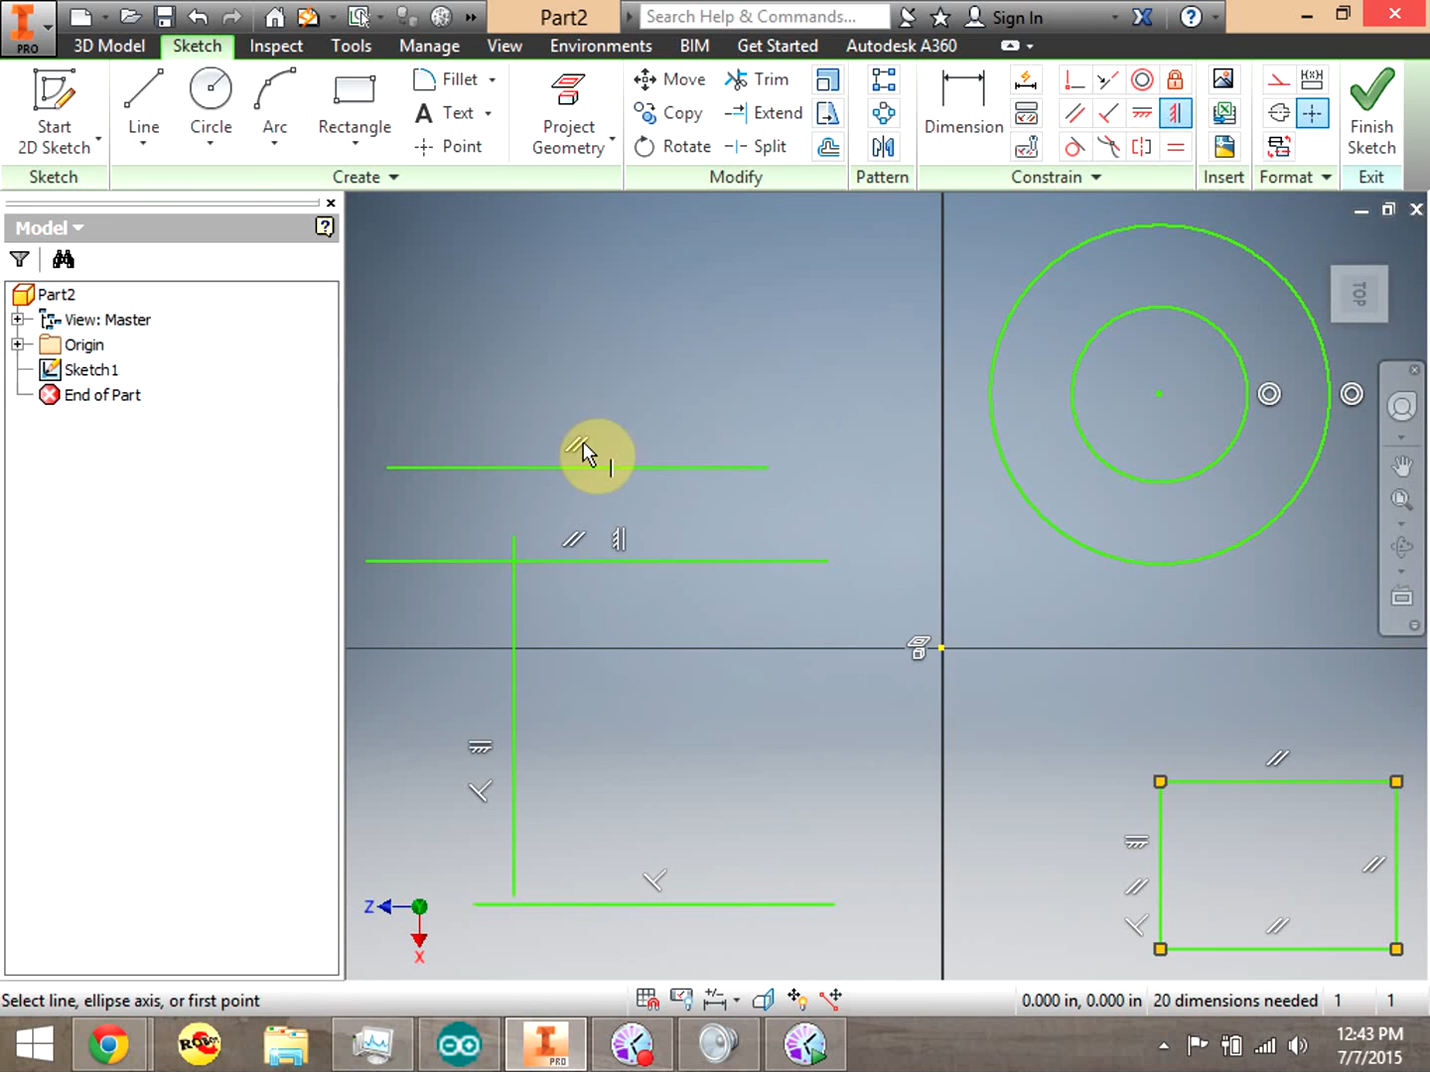 PRO
Part2
Search Help & Commands...
Sign In
3D Model Sketch Inspect Tools Manage View Environments BIM Get Started Autodesk A360
Start
2D Sketch
Line
Circle
Arc
Rectangle
Fillet
A Text
Point
Project
Geometry
Move
Copy
Rotate
Trim
Extend
Split
Dimension
Finish
Sketch
Sketch
Create
Modify
Pattern
Constrain
Insert
Format
Exit
Model
Part2
View: Master
Origin
Sketch1
End of Part
TOP
Z
X
Select line, ellipse axis, or first point
0.000 in, 0.000 in 20 dimensions needed 1 1
ROBO
PRO
12:43 PM
7/7/2015